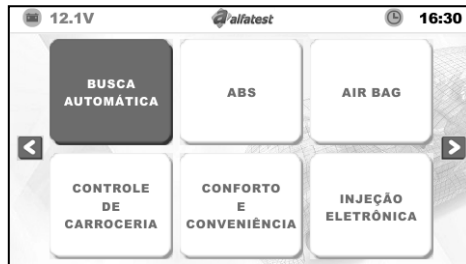 12.1V alfatest 16:30
BUSCA
AUTOMÁTICA
ABS
AIR BAG
CONTROLE
DE
CARROCERIA
CONFORTO
E
CONVENIÊNCIA
INJEÇÃO
ELETRÔNICA